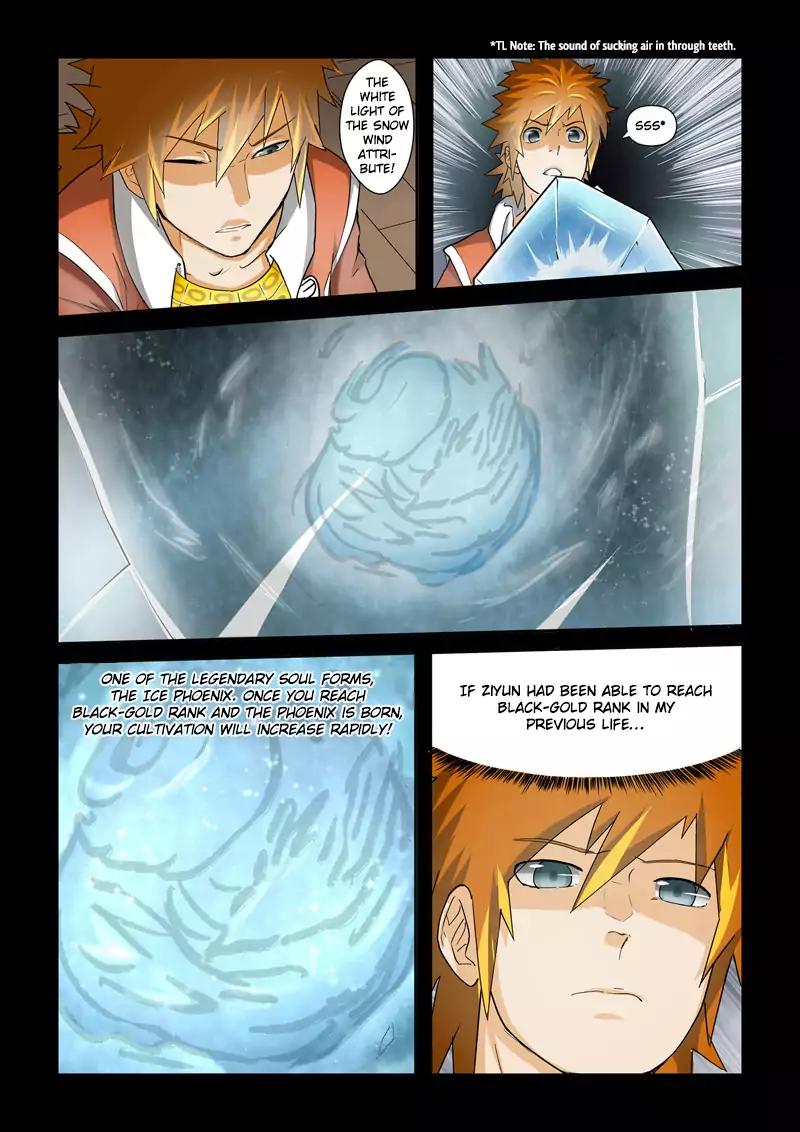 *TL Note: The sound of sucking air in through teeth.
THE
WHITE
LIGHT OF
THE SNOW
WIND
ATTRI-
BUTE!
SSS*
ONE OF THE LEGENDARY SOUL FORMS,
THE ICE PHOENIX. ONCE YOU REACH
BLACK-GOLD RANK AND THE PHOENIX IS BORN,
YOUR CULTIVATION WILL INCREASE RAPIDLY!
IF ZIYUN HAD BEEN ABLE TO REACH
BLACK-GOLD RANK IN MY
PREVIOUS LIFE...